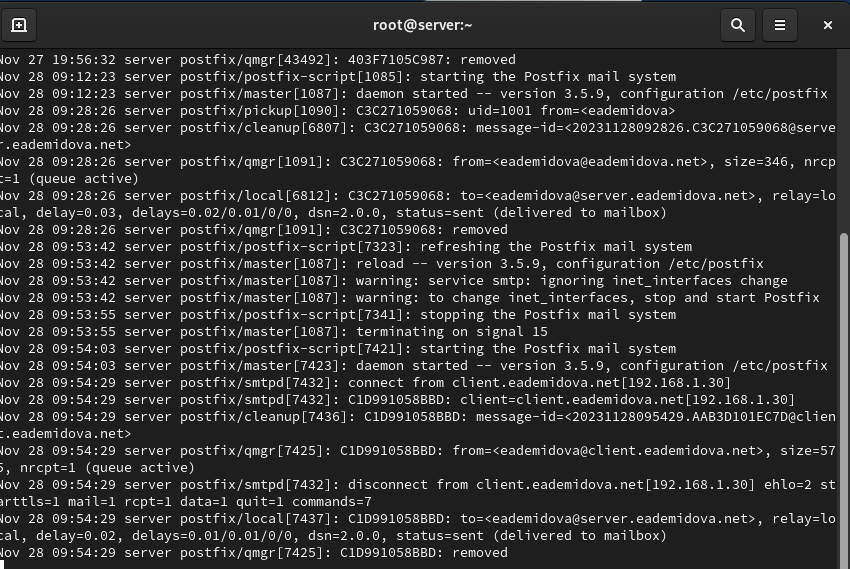 root@server:~
Nov 27 19:56:32 server postfix/qmgr[43492]: 403F7105C987: removed
Nov 28 09:12:23 server postfix/postfix-script[1085]: starting the Postfix mail system
Nov 28 09:12:23 server postfix/master[1087]: daemon started -- version 3.5.9, configuration /etc/postfix
Nov 28 09:28:26 server postfix/pickup[1090]: C3C271059068: uid=1001 from=<eademidova>
Nov 28 09:28:26 server postfix/cleanup[6807]: C3C271059068: message-id=<20231128092826.C3C271059068@serve
r.eademidova.net>
Nov 28 09:28:26 server postfix/qmgr[1091]: C3C271059068: from=<eademidova@eademidova.net>, size=346, nrcp
t=1 (queue active)
Nov 28 09:28:26 server postfix/local[6812]: C3C271059068: to=<eademidova@server.eademidova.net>, relay=lo
cal, delay=0.03, delays=0.02/0.01/0/0, dsn=2.0.0, status=sent (delivered to mailbox)
Nov 28 09:28:26 server postfix/qmgr[1091]: C3C271059068: removed
Nov 28 09:53:42 server postfix/postfix-script[7323]: refreshing the Postfix mail system
Nov 28 09:53:42 server postfix/master[1087]: reload -- version 3.5.9, configuration /etc/postfix
Nov 28 09:53:42 server postfix/master[1087]: warning: service smtp: ignoring inet_interfaces change
Nov 28 09:53:42 server postfix/master[1087]: warning: to change inet_interfaces, stop and start Postfix
Nov 28 09:53:55 server postfix/postfix-script[7341]: stopping the Postfix mail system
Nov 28 09:53:55 server postfix/master[1087]: terminating on signal 15
Nov 28 09:54:03 server postfix/postfix-script[7421]: starting the Postfix mail system
Nov 28 09:54:03 server postfix/master[7423]: daemon started -- version 3.5.9, configuration /etc/postfix
Nov 28 09:54:29 server postfix/smtpd[7432]: connect from client.eademidova.net[192.168.1.30]
Nov 28 09:54:29 server postfix/smtpd[7432]: C1D991058BBD: client=client.eademidova.net[192.168.1.30]
Nov 28 09:54:29 server postfix/cleanup[7436]: C1D991058BBD: message-id=<20231128095429.AAB3D101EC7D@clien
t.eademidova.net>
Nov 28 09:54:29 server postfix/qmgr[7425]: C1D991058BBD: from=<eademidova@client.eademidova.net>, size=57
5, nrcpt=1 (queue active)
Nov 28 09:54:29 server postfix/smtpd[7432]: disconnect from client.eademidova.net[192.168.1.30] ehlo=2 st
arttls=1 mail=1 rcpt=1 data=1 quit=1 commands=7
Nov 28 09:54:29 server postfix/local[7437]: C1D991058BBD: to=<eademidova@server.eademidova.net>, relay=lo
cal, delay=0.02, delays=0.01/0.01/0/0, dsn=2.0.0, status=sent (delivered to mailbox)
Nov 28 09:54:29 server postfix/qmgr[7425]: C1D991058BBD: removed